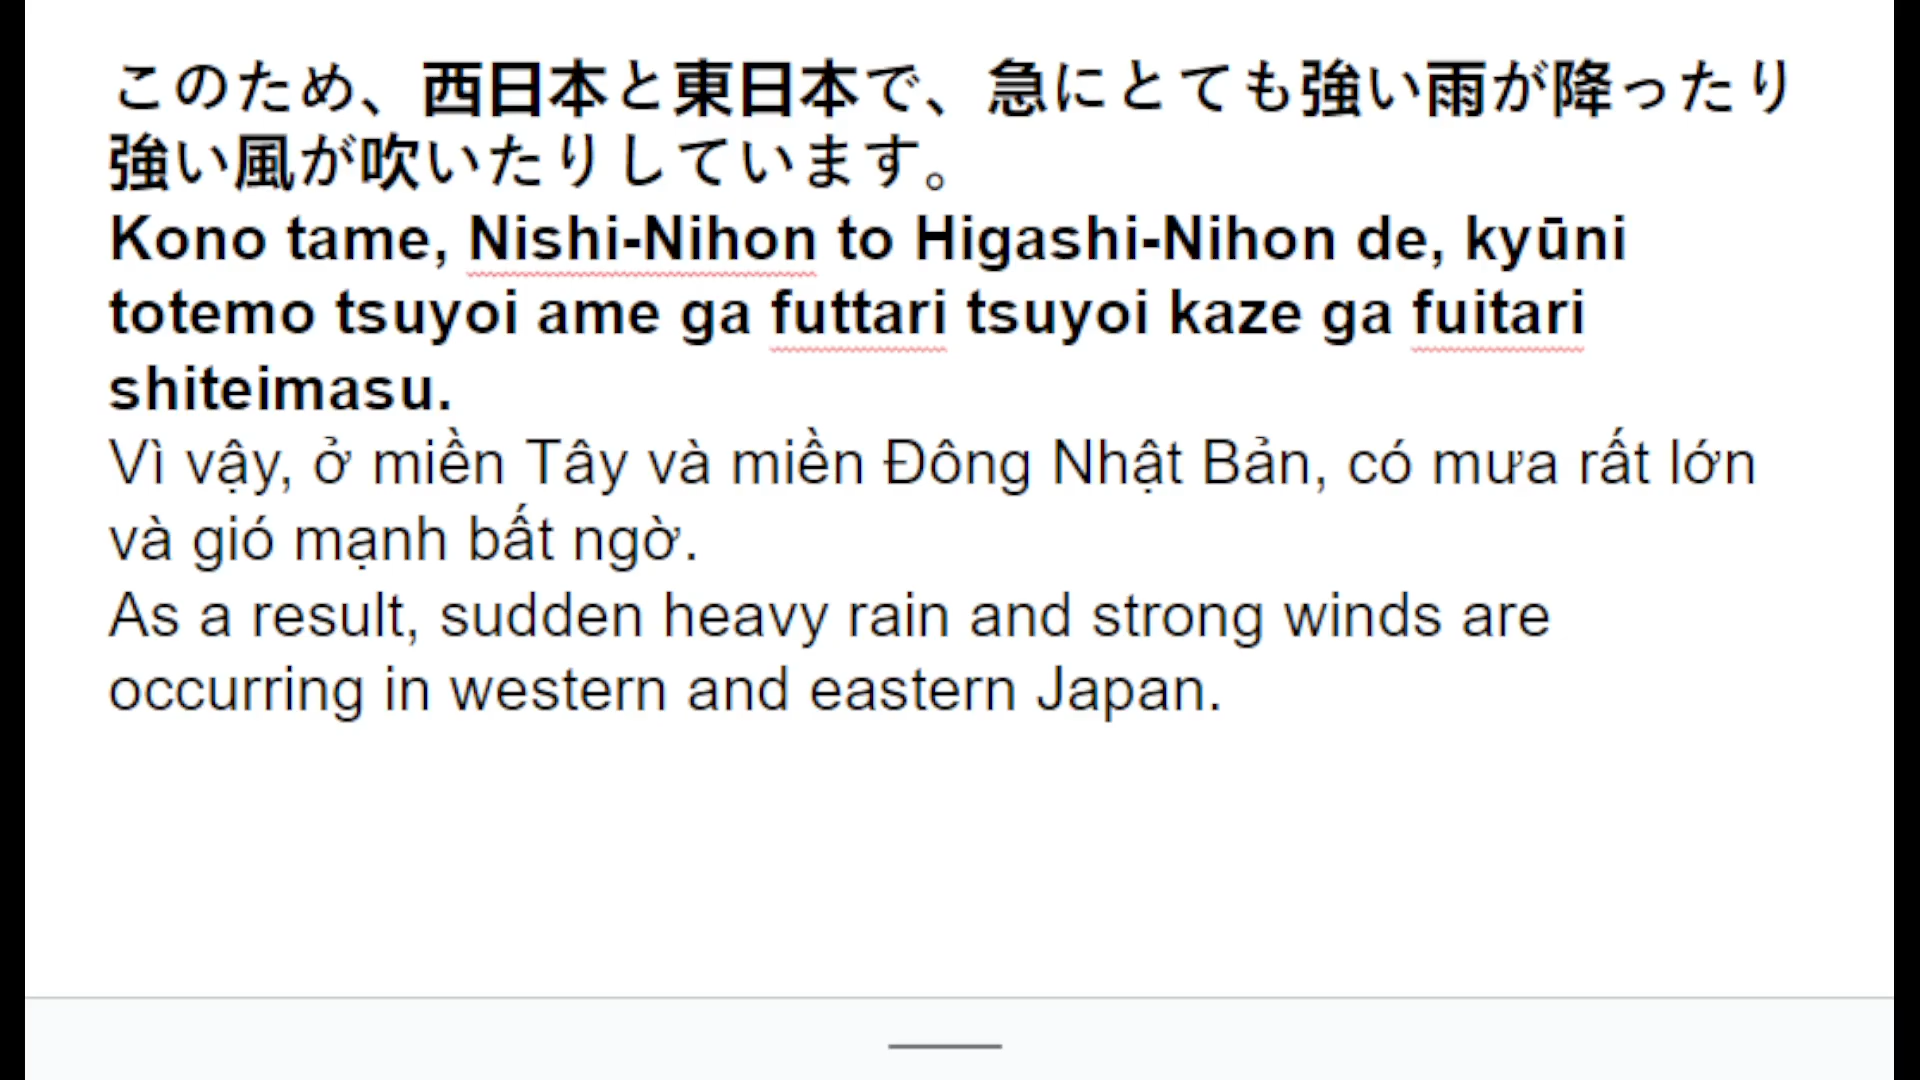 このため、西日本と東日本で、急にとても強い雨が降ったり
強い風が吹いたりしています。
Kono tame, Nishi-Nihon to Higashi-Nihon de, kyūni
totemo tsuyoi ame ga futtari tsuyoi kaze ga fuitari
shiteimasu.
Vì vậy, ở miền Tây và miền Đông Nhật Bản, có mưa rất lớn
và gió mạnh bất ngờ.
As a result, sudden heavy rain and strong winds are
occurring in western and eastern Japan.